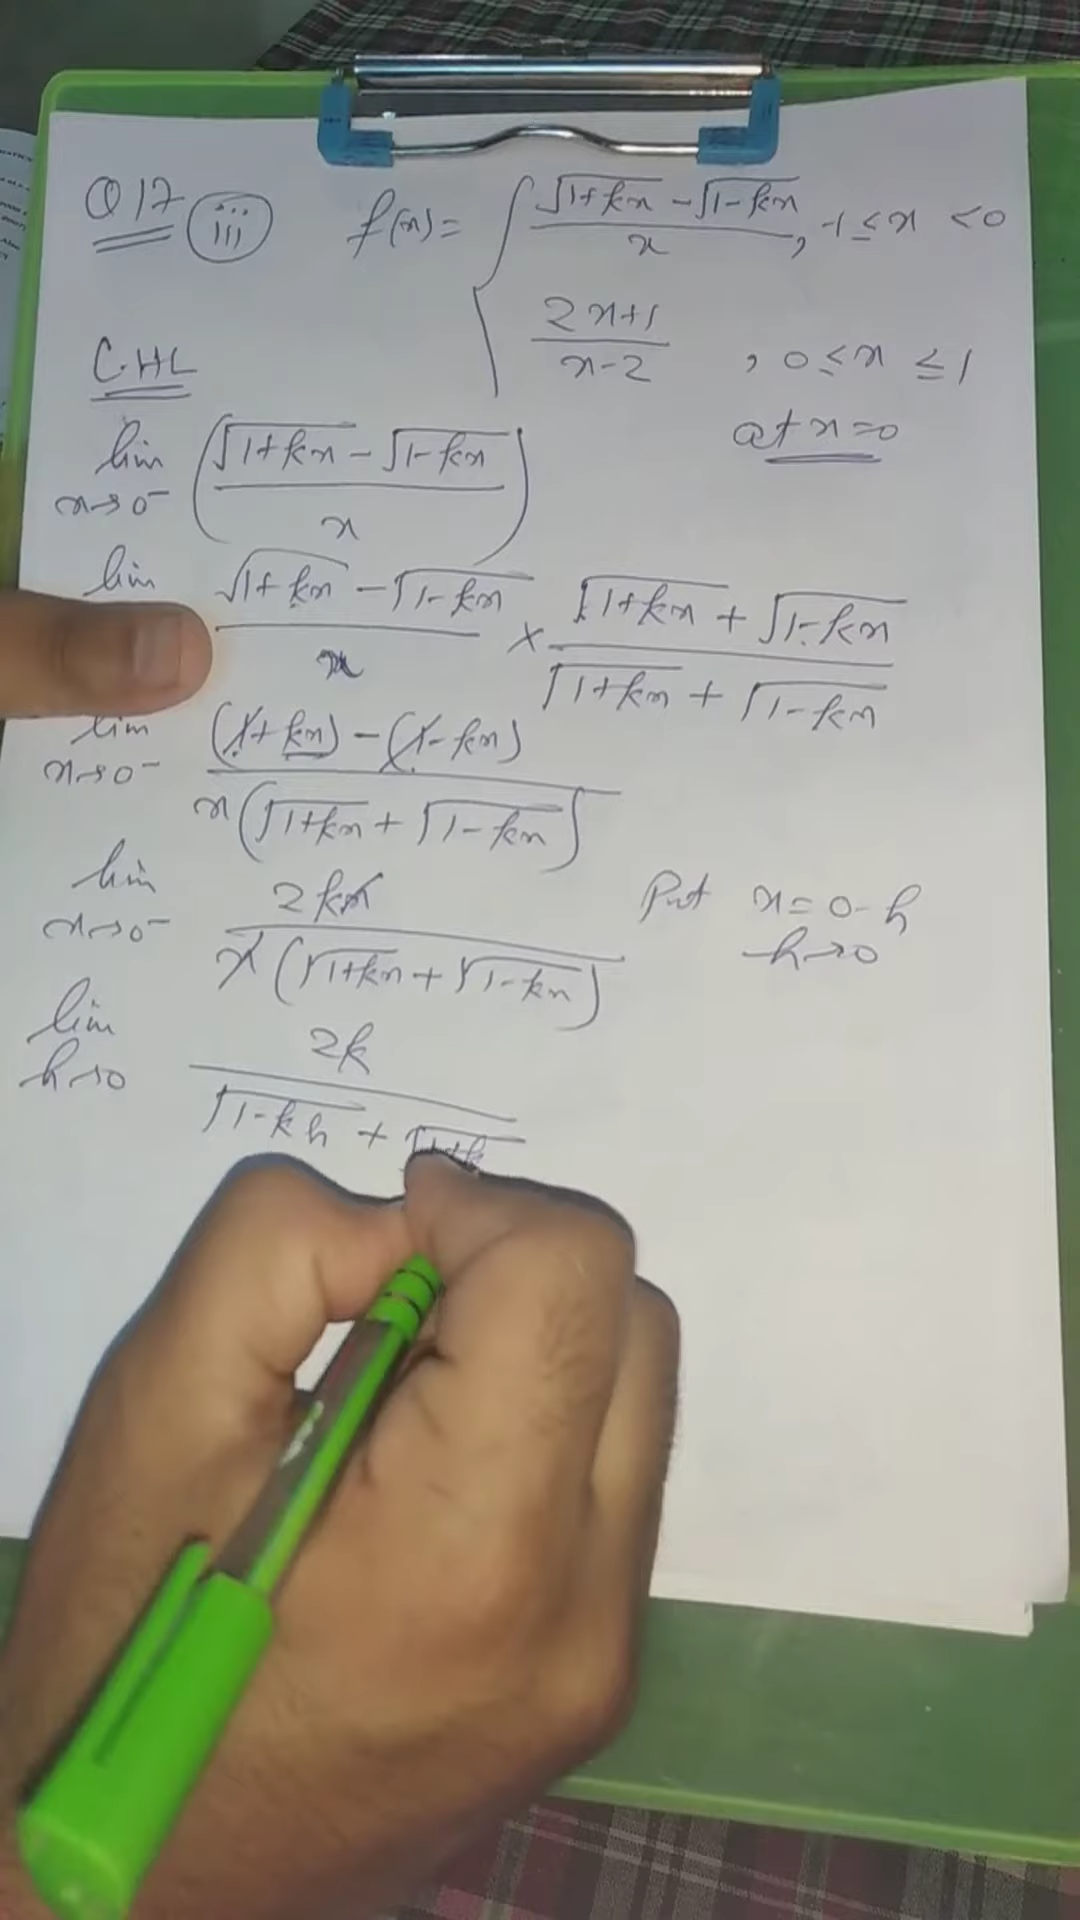 Q17 (iii) f(x) = { √1+kx - √1-kx / x , -1 ≤ x < 0
2x+1 / x-2 , 0 ≤ x ≤ 1
LHL
at x=0
lim x→0⁻ ( √1+kx - √1-kx / x )
lim √1+kx - √1-kx / x × √1+kx + √1-kx / √1+kx + √1-kx
lim x→0⁻ (1+kx) - (1-kx) / x(√1+kx + √1-kx)
lim x→0⁻ 2kx / x(√1+kx + √1-kx) Put x = 0-h
h→0
lim h→0 2k / √1-kh + √1+k